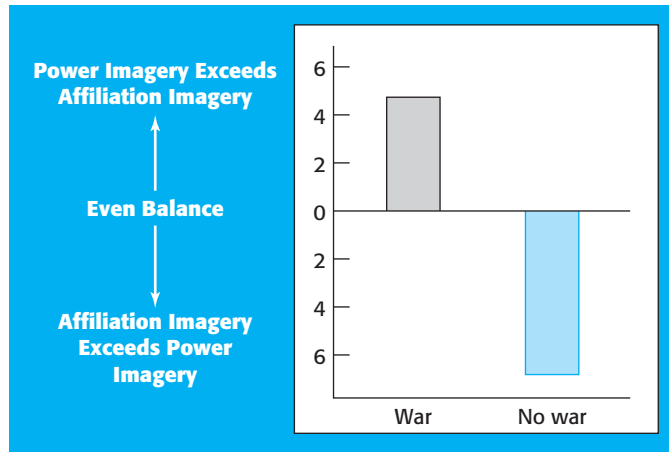 Power Imagery Exceeds
Affiliation Imagery
Even Balance
Affiliation Imagery
Exceeds Power
Imagery
6
4
2
0
2
4
6
War No war